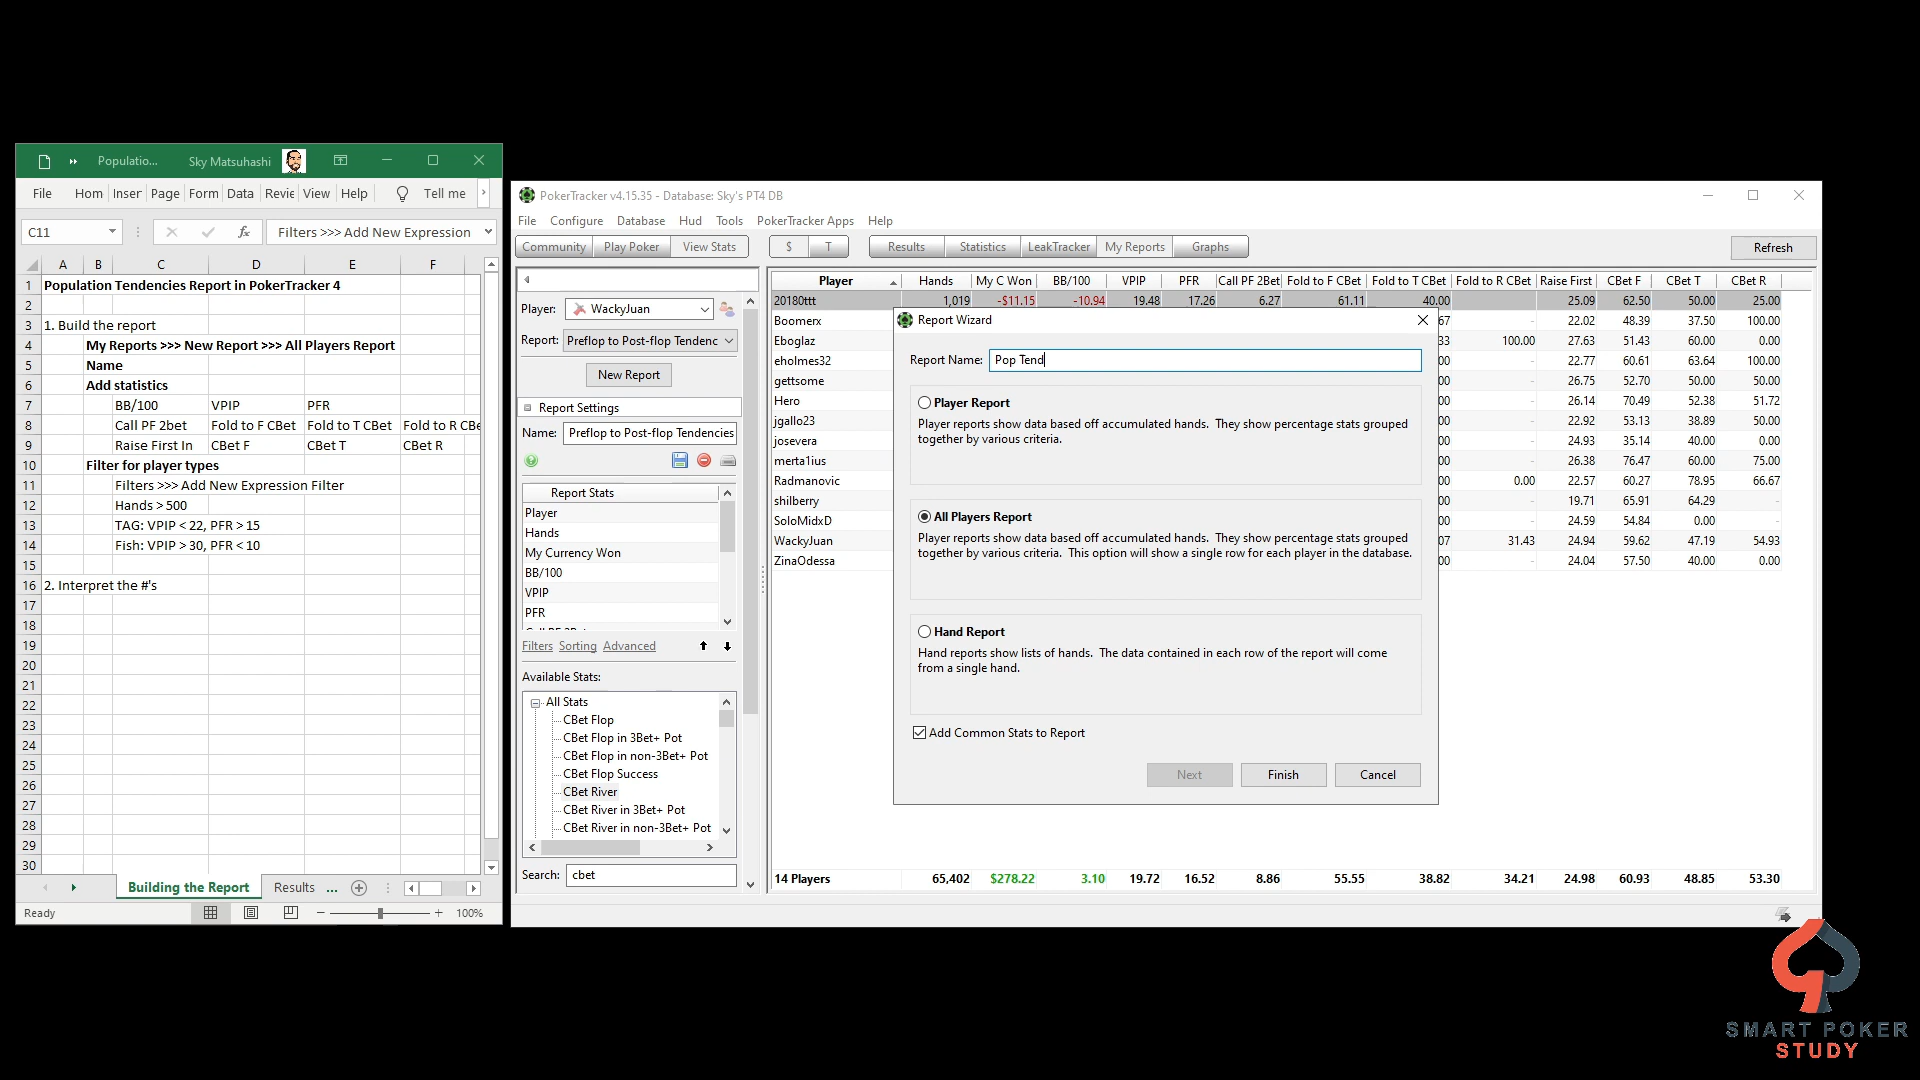 Populatio...
Sky Matsuhashi
File Hom Inser Page Form Data Revie View Help Tell me
C11
fx
Filters >>> Add New Expression
A B C D E F
1 Population Tendencies Report in PokerTracker 4
2
3 1. Build the report
4 My Reports >>> New Report >>> All Players Report
5 Name
6 Add statistics
7 BB/100 VPIP PFR
8 Call PF 2bet Fold to F CBet Fold to T CBet Fold to R CBe
9 Raise First In CBet F CBet T CBet R
10 Filter for player types
11 Filters >>> Add New Expression Filter
12 Hands > 500
13 TAG: VPIP < 22, PFR > 15
14 Fish: VPIP > 30, PFR < 10
15
16 2. Interpret the #'s
17
18
19
20
21
22
23
24
25
26
27
28
29
30
Building the Report Results ...
Ready
100%
PokerTracker v4.15.35 - Database: Sky's PT4 DB
File Configure Database Hud Tools PokerTracker Apps Help
Community Play Poker View Stats $ T Results Statistics LeakTracker My Reports Graphs Refresh
Player: WackyJuan
Report: Preflop to Post-flop Tendenc
New Report
Report Settings
Name: Preflop to Post-flop Tendencies
Report Stats
Player
Hands
My Currency Won
BB/100
VPIP
PFR
Filters Sorting Advanced
Available Stats:
All Stats
CBet Flop
CBet Flop in 3Bet+ Pot
CBet Flop in non-3Bet+ Pot
CBet Flop Success
CBet River
CBet River in 3Bet+ Pot
CBet River in non-3Bet+ Pot
Search: cbet
Player Hands My C Won BB/100 VPIP PFR Call PF 2Bet Fold to F CBet Fold to T CBet Fold to R CBet Raise First CBet F CBet T CBet R
20180ttt 1,019 -$11.15 -10.94 19.48 17.26 6.27 61.11 40.00 - 25.09 62.50 50.00 25.00
Boomerx 67 - 22.02 48.39 37.50 100.00
Eboglaz 33 100.00 27.63 51.43 60.00 0.00
eholmes32 00 - 22.77 60.61 63.64 100.00
gettsome 00 - 26.75 52.70 50.00 50.00
Hero 00 - 26.14 70.49 52.38 51.72
jgallo23 00 - 22.92 53.13 38.89 50.00
josevera 00 - 24.93 35.14 40.00 0.00
merta1ius 00 - 26.38 76.47 60.00 75.00
Radmanovic 00 0.00 22.57 60.27 78.95 66.67
shilberry 00 - 19.71 65.91 64.29 -
SoloMidxD 00 - 24.59 54.84 0.00 -
WackyJuan 07 31.43 24.94 59.62 47.19 54.93
ZinaOdessa 00 - 24.04 57.50 40.00 0.00
14 Players 65,402 $278.22 3.10 19.72 16.52 8.86 55.55 38.82 34.21 24.98 60.93 48.85 53.30
Report Wizard
Report Name: Pop Tend
Player Report
Player reports show data based off accumulated hands. They show percentage stats grouped
together by various criteria.
All Players Report
Player reports show data based off accumulated hands. They show percentage stats grouped
together by various criteria. This option will show a single row for each player in the database.
Hand Report
Hand reports show lists of hands. The data contained in each row of the report will come
from a single hand.
Add Common Stats to Report
Next Finish Cancel
SMART POKER
STUDY